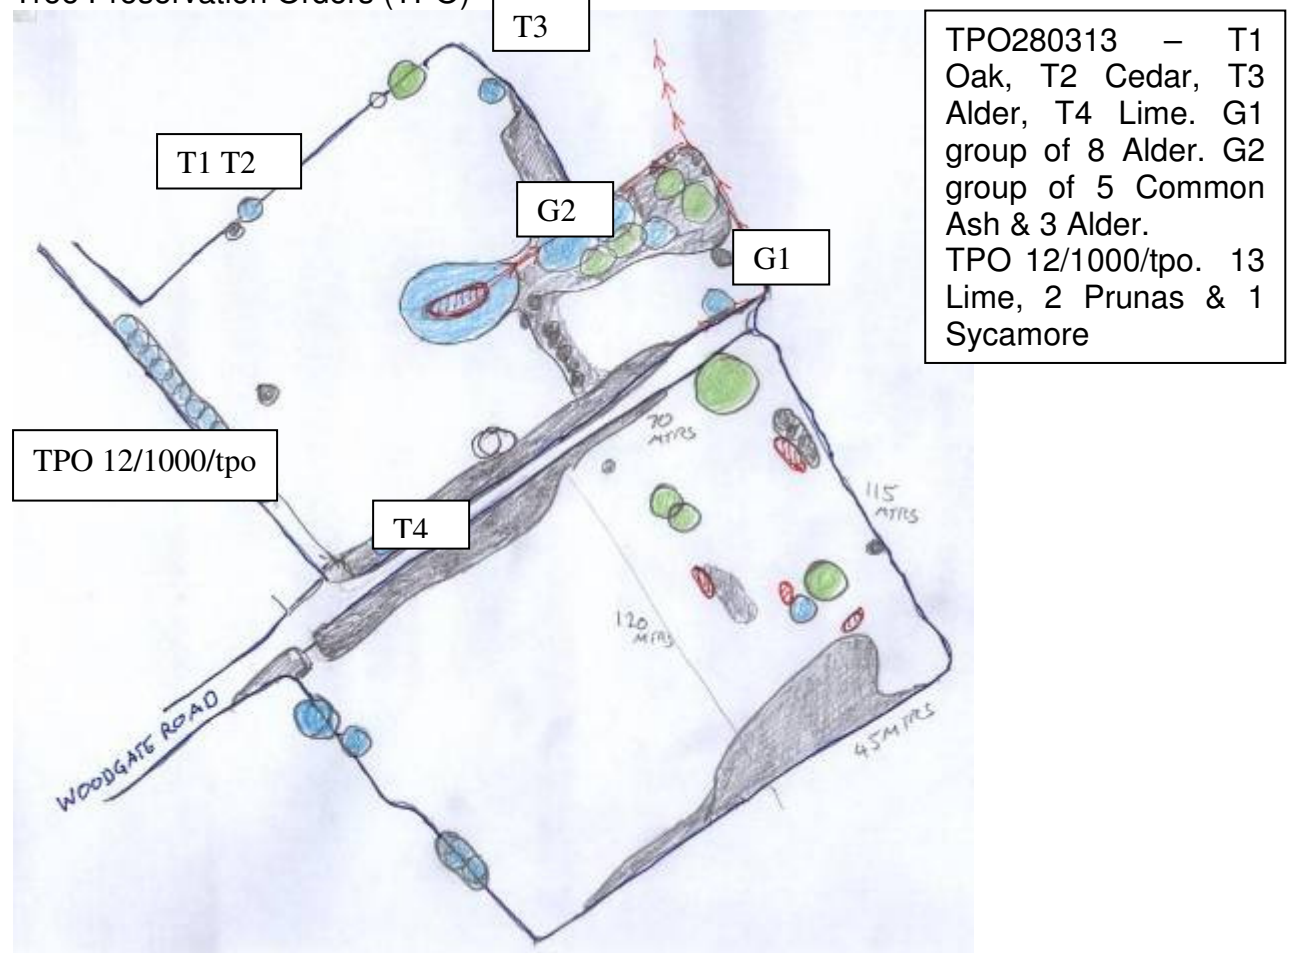 Tree Preservation Orders (TPO)
T3
TPO280313 – T1
Oak, T2 Cedar, T3
Alder, T4 Lime. G1
group of 8 Alder. G2
group of 5 Common
Ash & 3 Alder.
TPO 12/1000/tpo. 13
Lime, 2 Prunas & 1
Sycamore
T1 T2
G2
G1
TPO 12/1000/tpo
70
MTRS
115
MTRS
T4
120
MTRS
WOODGATE ROAD
45 MTRS